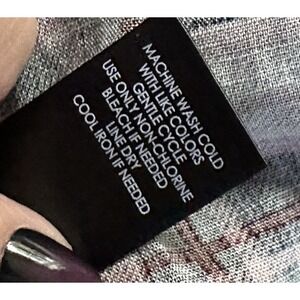 MACHINE WASH COLD
WITH LIKE COLORS
GENTLE CYCLE
USE ONLY NON-CHLORINE
BLEACH IF NEEDED
LINE DRY
COOL IRON IF NEEDED